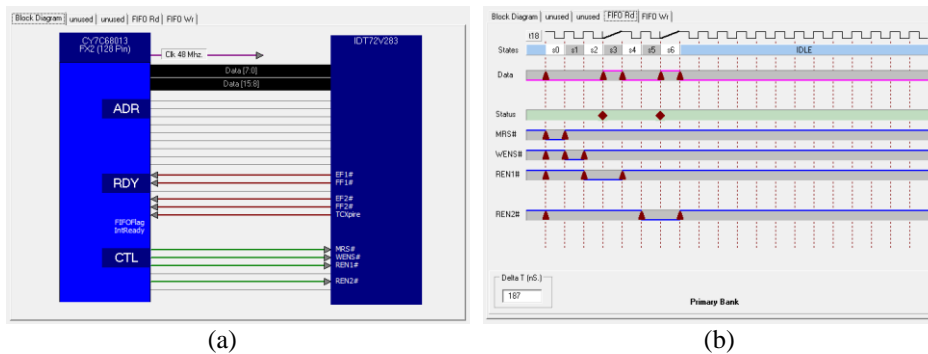 Block Diagram unused unused FIFO Rd FIFO Wr
CY7C68013
FX2 (128 Pin)
Clk 48 Mhz.
IDT72V283
Data [7:0]
Data [15:8]
ADR
RDY
EF1#
FF1#
EF2#
FF2#
TCXpire
FIFOFlag
IntReady
CTL
MRS#
WENS#
REN1#
REN2#
(a)
Block Diagram unused unused FIFO Rd FIFO Wr
t18
States s0 s1 s2 s3 s4 s5 s6 IDLE
Data
Status
MRS#
WENS#
REN1#
REN2#
Delta T (nS.)
187
Primary Bank
(b)